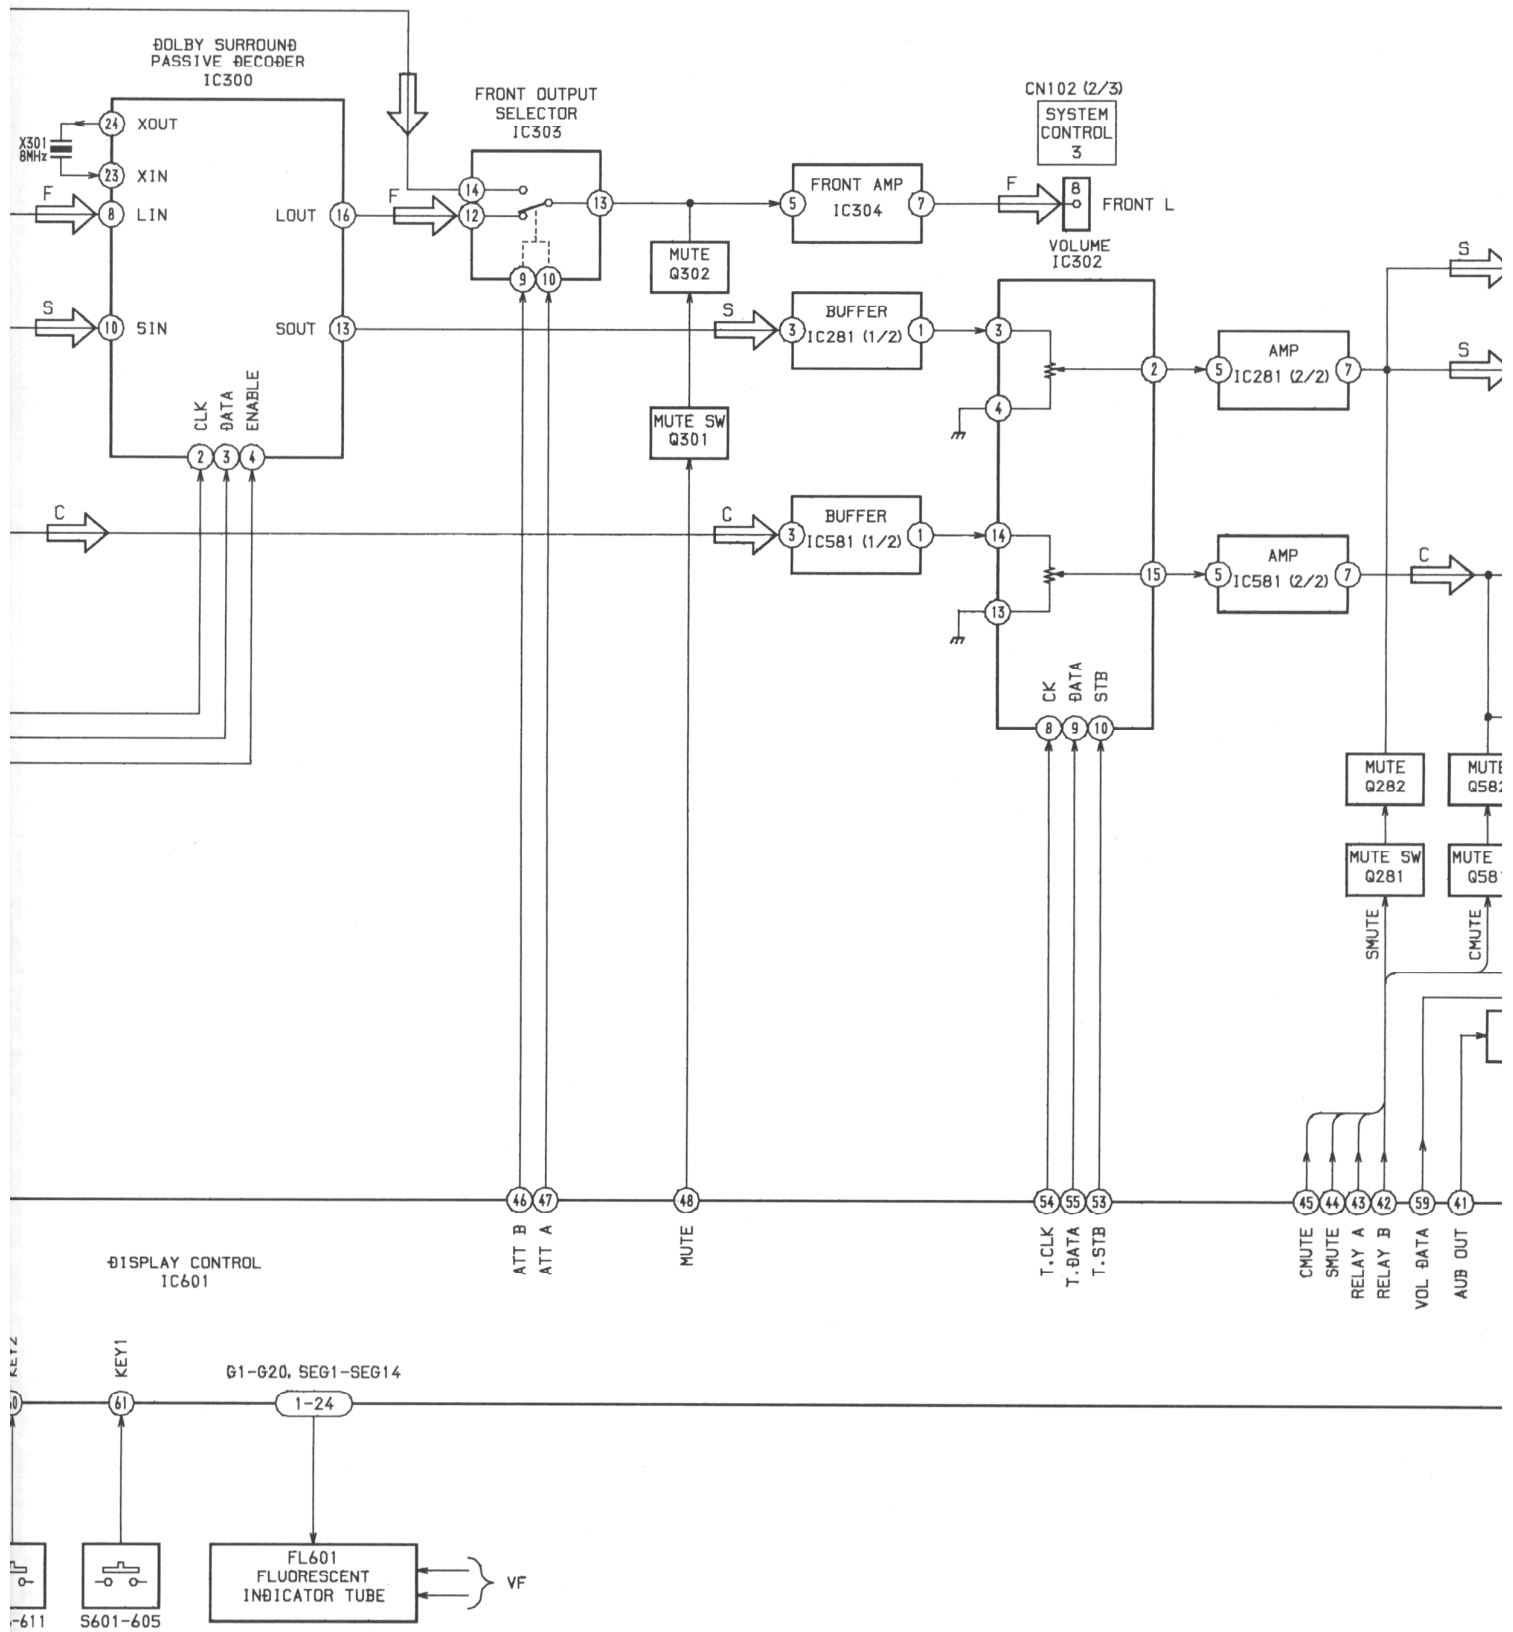 DOLBY SURROUND
PASSIVE DECODER
IC300
24 XOUT
X301
8MHz
23 XIN
F
8 LIN
LOUT 16
S
10 SIN
SOUT 13
CLK
DATA
ENABLE
2 3 4
C
FRONT OUTPUT
SELECTOR
IC303
14
F
12
13
9 10
MUTE
Q302
MUTE SW
Q301
FRONT AMP
5 IC304 7
F
CN102 (2/3)
SYSTEM
CONTROL
3
8
FRONT L
S
BUFFER
3 IC281 (1/2) 1
C
BUFFER
3 IC581 (1/2) 1
VOLUME
IC302
3
2
4
14
15
13
CK
DATA
STB
8 9 10
AMP
5 IC281 (2/2) 7
S
S
AMP
5 IC581 (2/2) 7
C
MUTE
Q282
MUTE
Q582
MUTE SW
Q281
MUTE
Q581
SMUTE
CMUTE
46 47 48 54 55 53 45 44 43 42 59 41
ATT B
ATT A
MUTE
T.CLK
T.DATA
T.STB
CMUTE
SMUTE
RELAY A
RELAY B
VOL DATA
AUB OUT
DISPLAY CONTROL
IC601
KEY2
KEY1
G1-G20, SEG1-SEG14
61
1-24
FL601
FLUORESCENT
INDICATOR TUBE
VF
-611
S601-605